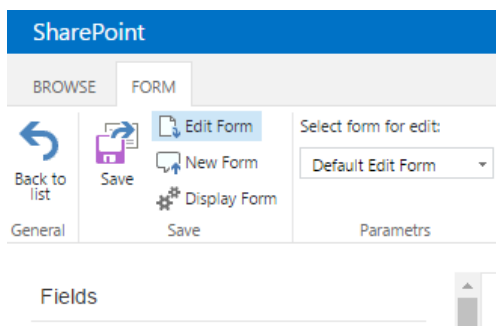 SharePoint
BROWSE FORM
Edit Form
Select form for edit:
New Form
Default Edit Form
Back to
list
Save
Display Form
General Save Parametrs
Fields